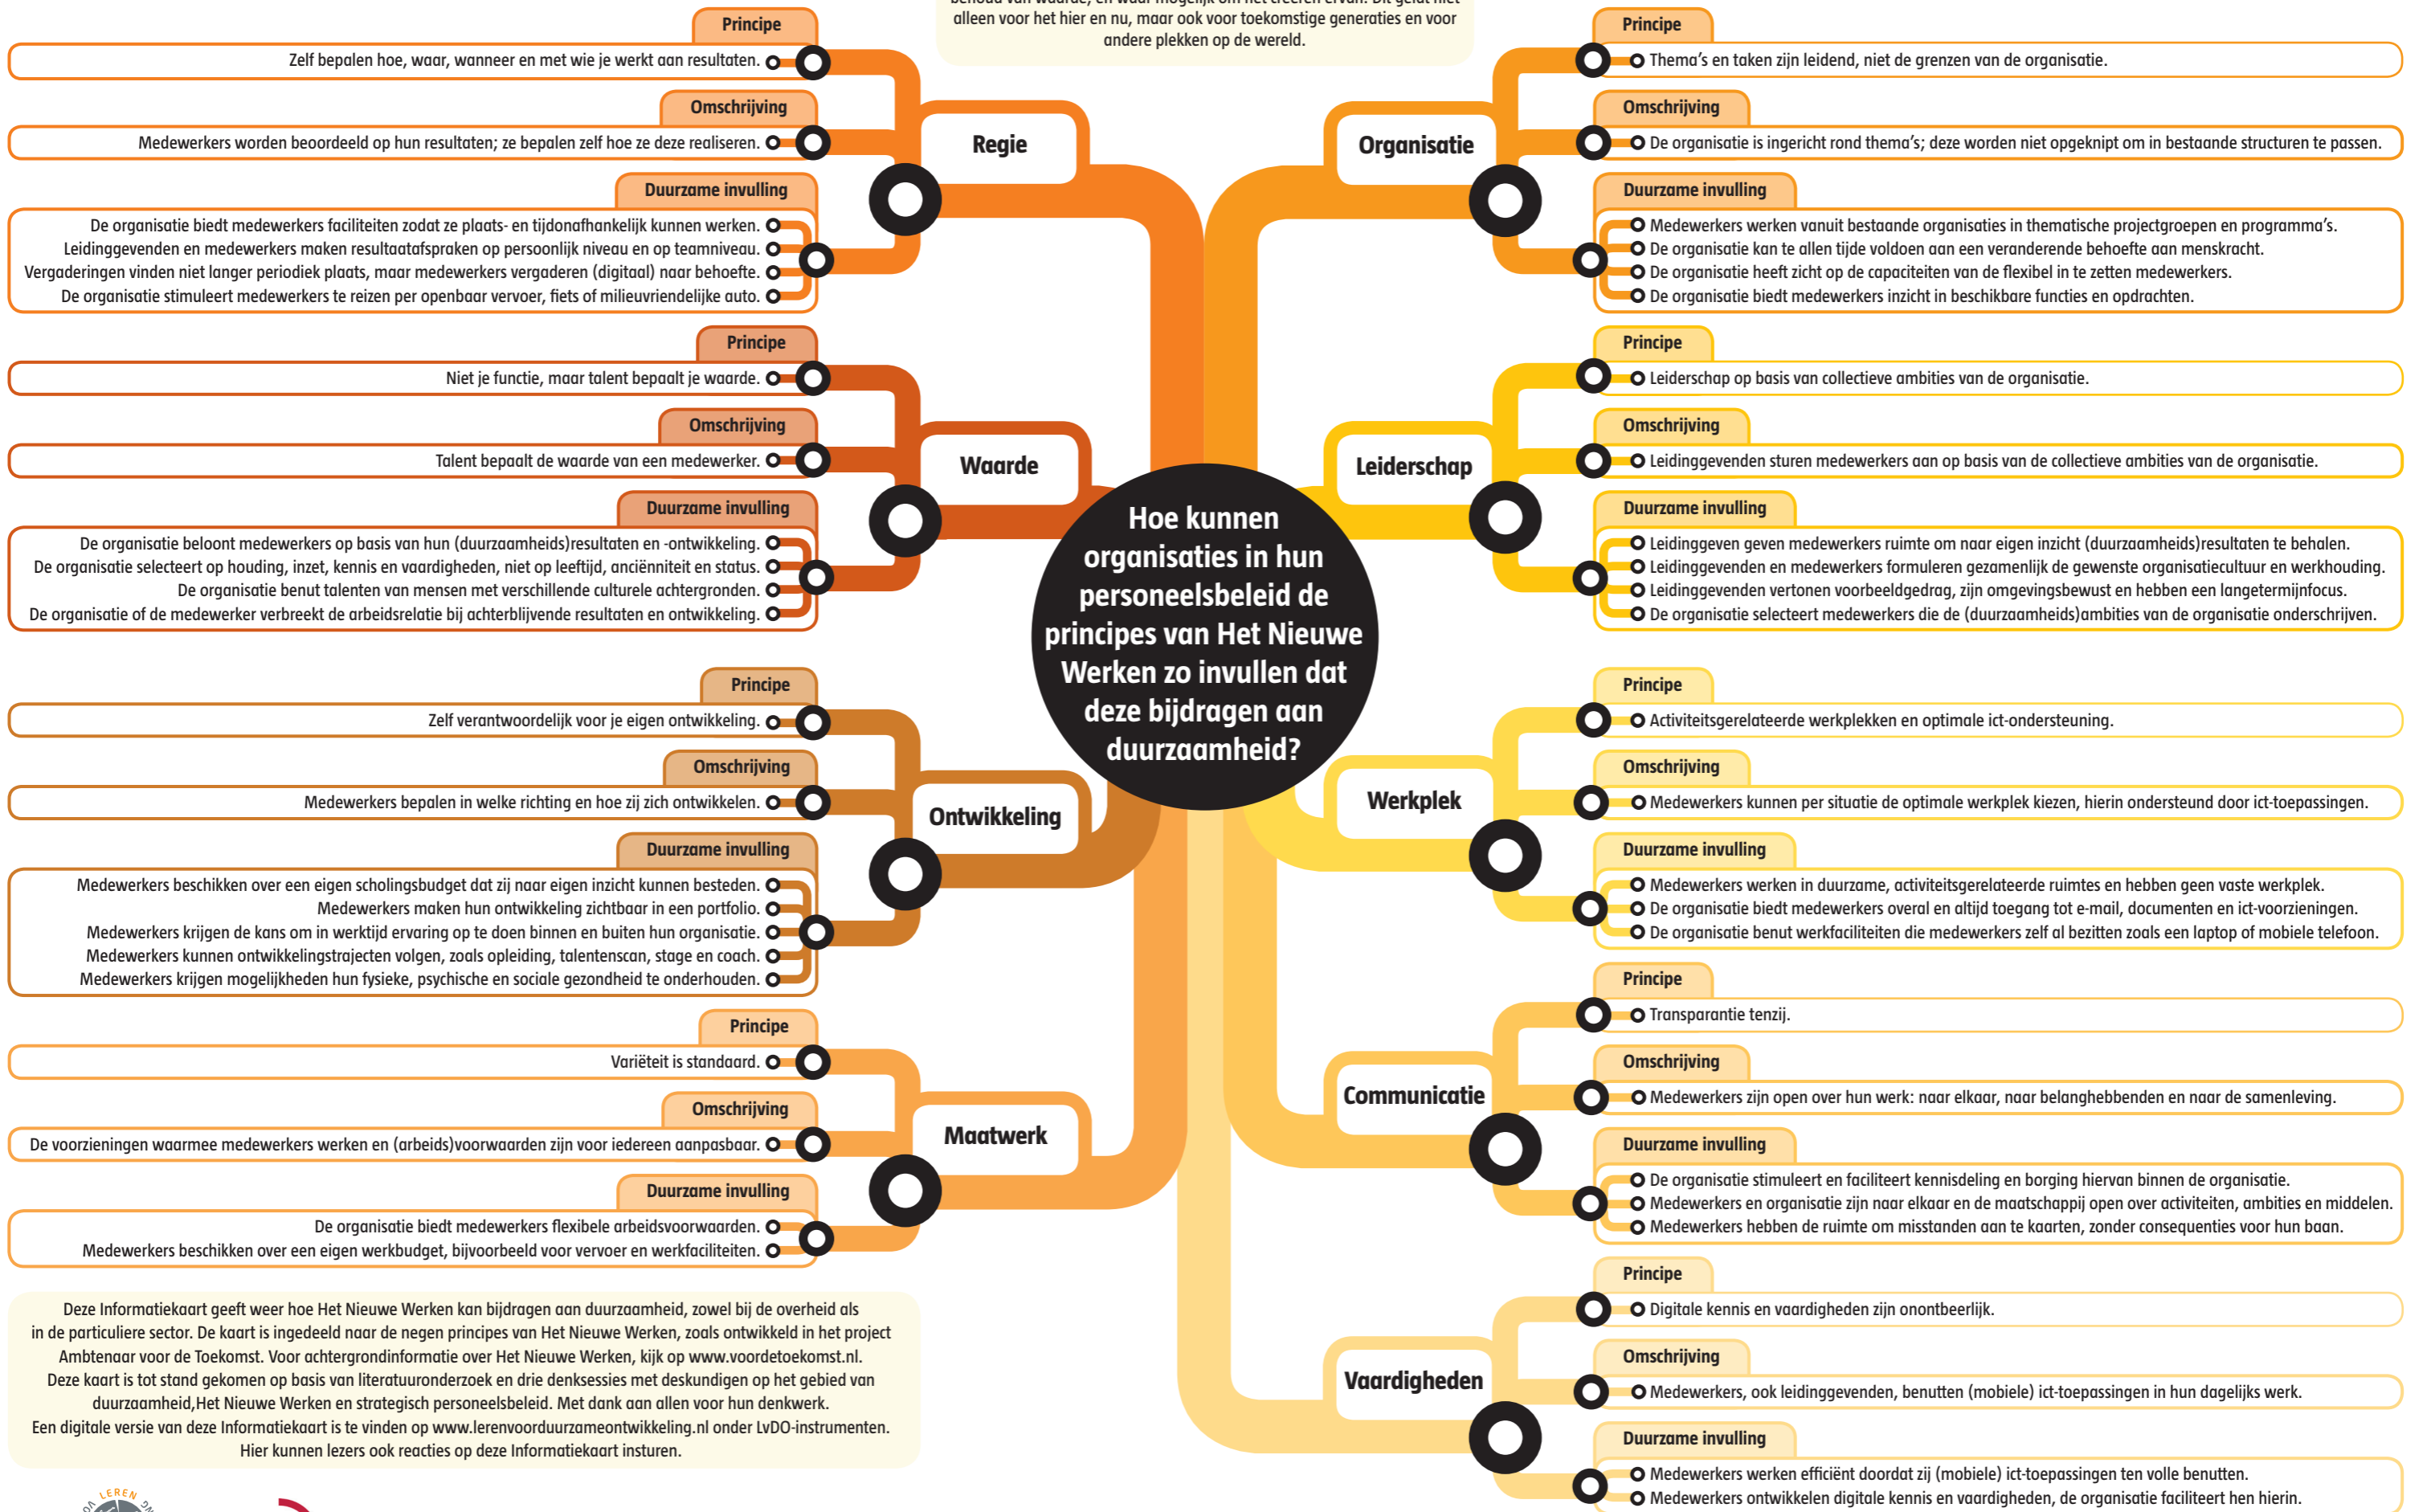 alleen voor het hier en nu, maar ook voor toekomstige generaties en voor
andere plekken op de wereld.
Hoe kunnen
organisaties in hun
personeelsbeleid de
principes van Het Nieuwe
Werken zo invullen dat
deze bijdragen aan
duurzaamheid?
Regie
Principe
Zelf bepalen hoe, waar, wanneer en met wie je werkt aan resultaten.
Omschrijving
Medewerkers worden beoordeeld op hun resultaten; ze bepalen zelf hoe ze deze realiseren.
Duurzame invulling
De organisatie biedt medewerkers faciliteiten zodat ze plaats- en tijdonafhankelijk kunnen werken.
Leidinggevenden en medewerkers maken resultaatafspraken op persoonlijk niveau en op teamniveau.
Vergaderingen vinden niet langer periodiek plaats, maar medewerkers vergaderen (digitaal) naar behoefte.
De organisatie stimuleert medewerkers te reizen per openbaar vervoer, fiets of milieuvriendelijke auto.
Waarde
Principe
Niet je functie, maar talent bepaalt je waarde.
Omschrijving
Talent bepaalt de waarde van een medewerker.
Duurzame invulling
De organisatie beloont medewerkers op basis van hun (duurzaamheids)resultaten en -ontwikkeling.
De organisatie selecteert op houding, inzet, kennis en vaardigheden, niet op leeftijd, anciënniteit en status.
De organisatie benut talenten van mensen met verschillende culturele achtergronden.
De organisatie of de medewerker verbreekt de arbeidsrelatie bij achterblijvende resultaten en ontwikkeling.
Ontwikkeling
Principe
Zelf verantwoordelijk voor je eigen ontwikkeling.
Omschrijving
Medewerkers bepalen in welke richting en hoe zij zich ontwikkelen.
Duurzame invulling
Medewerkers beschikken over een eigen scholingsbudget dat zij naar eigen inzicht kunnen besteden.
Medewerkers maken hun ontwikkeling zichtbaar in een portfolio.
Medewerkers krijgen de kans om in werktijd ervaring op te doen binnen en buiten hun organisatie.
Medewerkers kunnen ontwikkelingstrajecten volgen, zoals opleiding, talentenscan, stage en coach.
Medewerkers krijgen mogelijkheden hun fysieke, psychische en sociale gezondheid te onderhouden.
Maatwerk
Principe
Variëteit is standaard.
Omschrijving
De voorzieningen waarmee medewerkers werken en (arbeids)voorwaarden zijn voor iedereen aanpasbaar.
Duurzame invulling
De organisatie biedt medewerkers flexibele arbeidsvoorwaarden.
Medewerkers beschikken over een eigen werkbudget, bijvoorbeeld voor vervoer en werkfaciliteiten.
Organisatie
Principe
Thema's en taken zijn leidend, niet de grenzen van de organisatie.
Omschrijving
De organisatie is ingericht rond thema's; deze worden niet opgeknipt om in bestaande structuren te passen.
Duurzame invulling
Medewerkers werken vanuit bestaande organisaties in thematische projectgroepen en programma's.
De organisatie kan te allen tijde voldoen aan een veranderende behoefte aan menskracht.
De organisatie heeft zicht op de capaciteiten van de flexibel in te zetten medewerkers.
De organisatie biedt medewerkers inzicht in beschikbare functies en opdrachten.
Leiderschap
Principe
Leiderschap op basis van collectieve ambities van de organisatie.
Omschrijving
Leidinggevenden sturen medewerkers aan op basis van de collectieve ambities van de organisatie.
Duurzame invulling
Leidinggeven geven medewerkers ruimte om naar eigen inzicht (duurzaamheids)resultaten te behalen.
Leidinggevenden en medewerkers formuleren gezamenlijk de gewenste organisatiecultuur en werkhouding.
Leidinggevenden vertonen voorbeeldgedrag, zijn omgevingsbewust en hebben een langetermijnfocus.
De organisatie selecteert medewerkers die de (duurzaamheids)ambities van de organisatie onderschrijven.
Werkplek
Principe
Activiteitsgerelateerde werkplekken en optimale ict-ondersteuning.
Omschrijving
Medewerkers kunnen per situatie de optimale werkplek kiezen, hierin ondersteund door ict-toepassingen.
Duurzame invulling
Medewerkers werken in duurzame, activiteitsgerelateerde ruimtes en hebben geen vaste werkplek.
De organisatie biedt medewerkers overal en altijd toegang tot e-mail, documenten en ict-voorzieningen.
De organisatie benut werkfaciliteiten die medewerkers zelf al bezitten zoals een laptop of mobiele telefoon.
Communicatie
Principe
Transparantie tenzij.
Omschrijving
Medewerkers zijn open over hun werk: naar elkaar, naar belanghebbenden en naar de samenleving.
Duurzame invulling
De organisatie stimuleert en faciliteert kennisdeling en borging hiervan binnen de organisatie.
Medewerkers en organisatie zijn naar elkaar en de maatschappij open over activiteiten, ambities en middelen.
Medewerkers hebben de ruimte om misstanden aan te kaarten, zonder consequenties voor hun baan.
Vaardigheden
Principe
Digitale kennis en vaardigheden zijn onontbeerlijk.
Omschrijving
Medewerkers, ook leidinggevenden, benutten (mobiele) ict-toepassingen in hun dagelijks werk.
Duurzame invulling
Medewerkers werken efficiënt doordat zij (mobiele) ict-toepassingen ten volle benutten.
Medewerkers ontwikkelen digitale kennis en vaardigheden, de organisatie faciliteert hen hierin.
Deze Informatiekaart geeft weer hoe Het Nieuwe Werken kan bijdragen aan duurzaamheid, zowel bij de overheid als
in de particuliere sector. De kaart is ingedeeld naar de negen principes van Het Nieuwe Werken, zoals ontwikkeld in het project
Ambtenaar voor de Toekomst. Voor achtergrondinformatie over Het Nieuwe Werken, kijk op www.voordetoekomst.nl.
Deze kaart is tot stand gekomen op basis van literatuuronderzoek en drie denksessies met deskundigen op het gebied van
duurzaamheid,Het Nieuwe Werken en strategisch personeelsbeleid. Met dank aan allen voor hun denkwerk.
Een digitale versie van deze Informatiekaart is te vinden op www.lerenvoorduurzameontwikkeling.nl onder LvDO-instrumenten.
Hier kunnen lezers ook reacties op deze Informatiekaart insturen.
LEREN